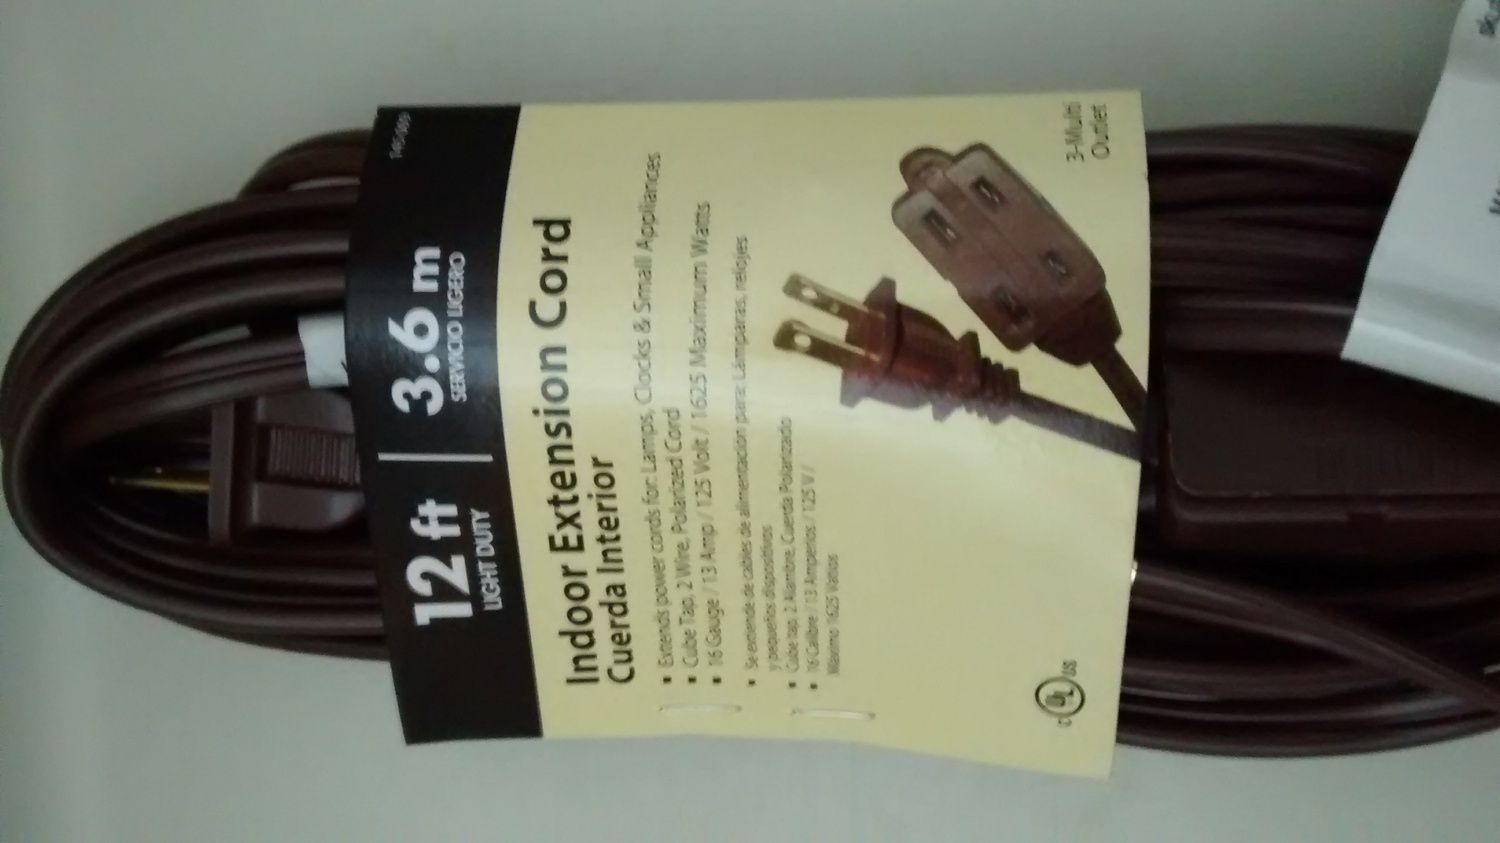 12 ft | 3.6 m
LIGHT DUTY SERVICIO LIGERO
Indoor Extension Cord
Cuerda Interior
• Extends power cords for: Lamps, Clocks & Small Appliances
• Cube Tap, 2 Wire, Polarized Cord
• 16 Gauge / 13 Amp / 125 Volt / 1625 Maximum Watts
• Se extiende de cables de alimentación para: Lámparas, relojes
y pequeños dispositivos
• Cube tap, 2 Alambre, Cuerda Polarizado
• 16 Calibre / 13 Amperios / 125 V /
Máximo 1625 Vatios
3-Multi
Outlet
c UL us